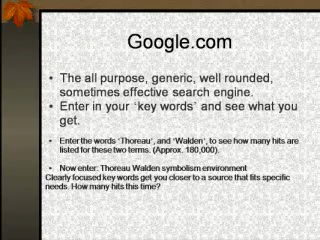 Google.com
• The all purpose, generic, well rounded,
sometimes effective search engine.
• Enter in your ‘key words’ and see what you
get.
• Enter the words ‘Thoreau’, and ‘Walden’, to see how many hits are
listed for these two terms. (Approx. 180,000).
• Now enter: Thoreau Walden symbolism environment
Clearly focused key words get you closer to a source that fits specific
needs. How many hits this time?